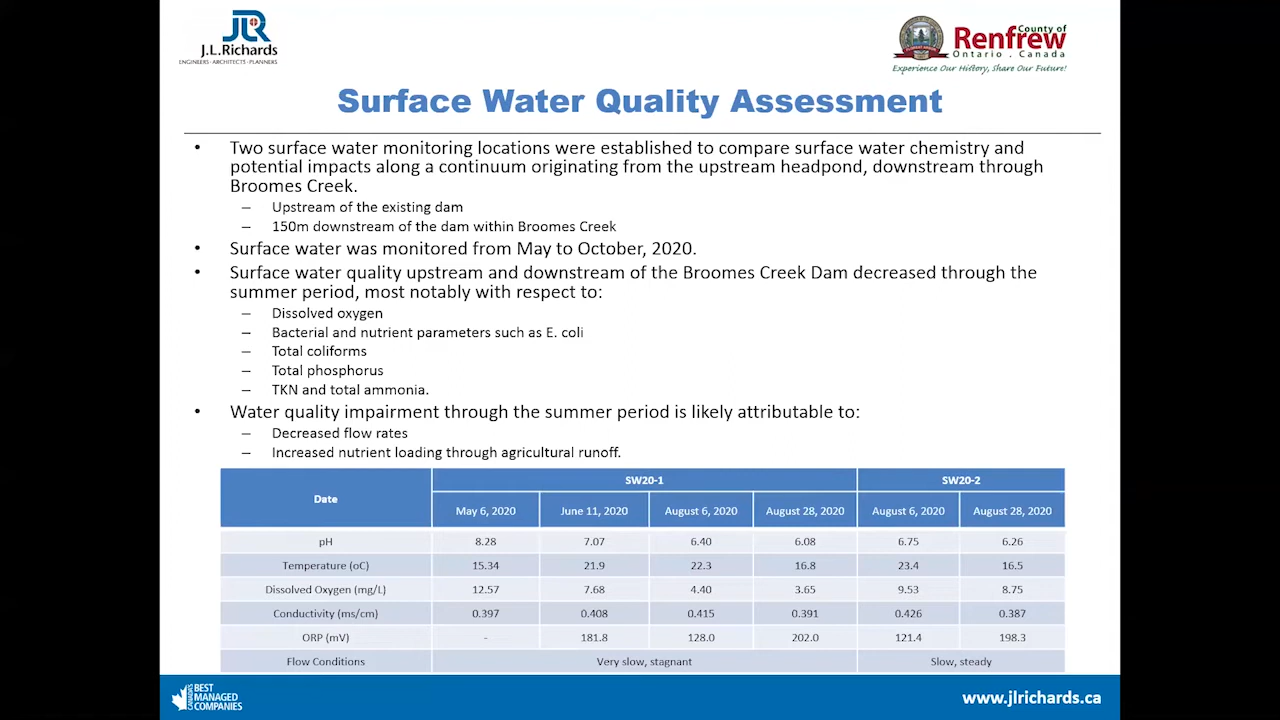 JLR
J.L.Richards
ENGINEERS · ARCHITECTS · PLANNERS
County of
Renfrew
Ontario . Canada
Experience Our History, Share Our Future!
Surface Water Quality Assessment
• Two surface water monitoring locations were established to compare surface water chemistry and
potential impacts along a continuum originating from the upstream headpond, downstream through
Broomes Creek.
– Upstream of the existing dam
– 150m downstream of the dam within Broomes Creek
• Surface water was monitored from May to October, 2020.
• Surface water quality upstream and downstream of the Broomes Creek Dam decreased through the
summer period, most notably with respect to:
– Dissolved oxygen
– Bacterial and nutrient parameters such as E. coli
– Total coliforms
– Total phosphorus
– TKN and total ammonia.
• Water quality impairment through the summer period is likely attributable to:
– Decreased flow rates
– Increased nutrient loading through agricultural runoff.
Date SW20-1 SW20-2
May 6, 2020 June 11, 2020 August 6, 2020 August 28, 2020 August 6, 2020 August 28, 2020
pH 8.28 7.07 6.40 6.08 6.75 6.26
Temperature (oC) 15.34 21.9 22.3 16.8 23.4 16.5
Dissolved Oxygen (mg/L) 12.57 7.68 4.40 3.65 9.53 8.75
Conductivity (ms/cm) 0.397 0.408 0.415 0.391 0.426 0.387
ORP (mV) - 181.8 128.0 202.0 121.4 198.3
Flow Conditions Very slow, stagnant Slow, steady
CANADA'S
BEST
MANAGED
COMPANIES
www.jlrichards.ca